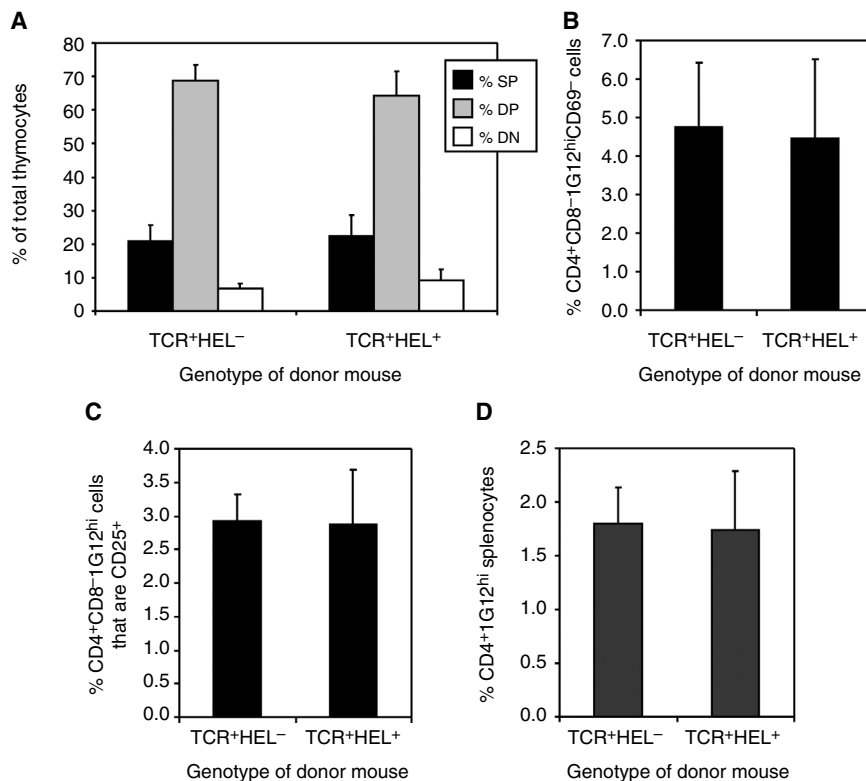 A
80
70
60
50
40
30
20
10
0
% of total thymocytes
% SP
% DP
% DN
TCR⁺HEL⁻
TCR⁺HEL⁺
Genotype of donor mouse
B
7.0
6.0
5.0
4.0
3.0
2.0
1.0
0.0
% CD4⁺CD8⁻1G12ʰⁱCD69⁻ cells
TCR⁺HEL⁻
TCR⁺HEL⁺
Genotype of donor mouse
C
4.0
3.5
3.0
2.5
2.0
1.5
1.0
0.5
0.0
% CD4⁺CD8⁻1G12ʰⁱ cells
that are CD25⁺
TCR⁺HEL⁻
TCR⁺HEL⁺
Genotype of donor mouse
D
2.5
2.0
1.5
1.0
0.5
0.0
% CD4⁺1G12ʰⁱ splenocytes
TCR⁺HEL⁻
TCR⁺HEL⁺
Genotype of donor mouse